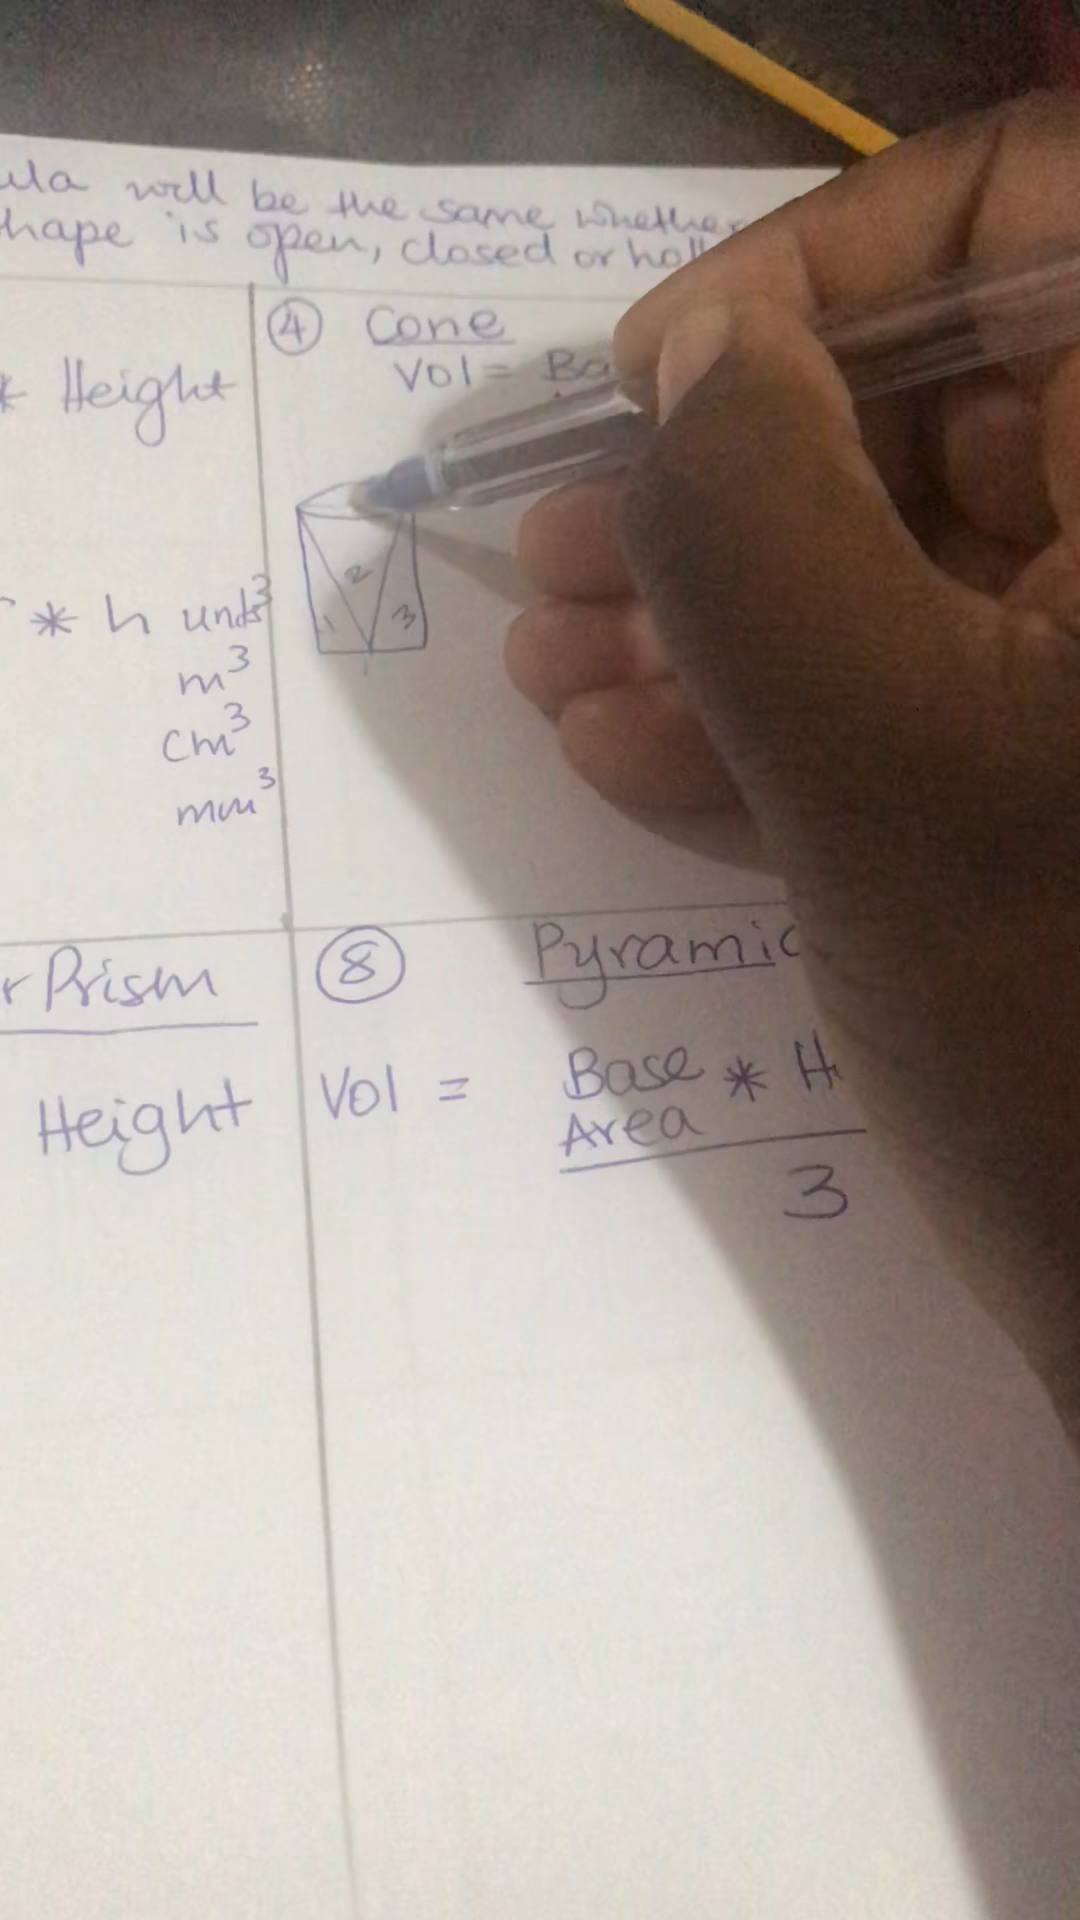 ula will be the same whether
hape is open, closed or
④ Cone
* Height
Vol = Ba
2
1
3
* h units³
m³
cm³
mm³
r Prism
⑧ Pyramid
Height
Vol = Base * H
Area
3